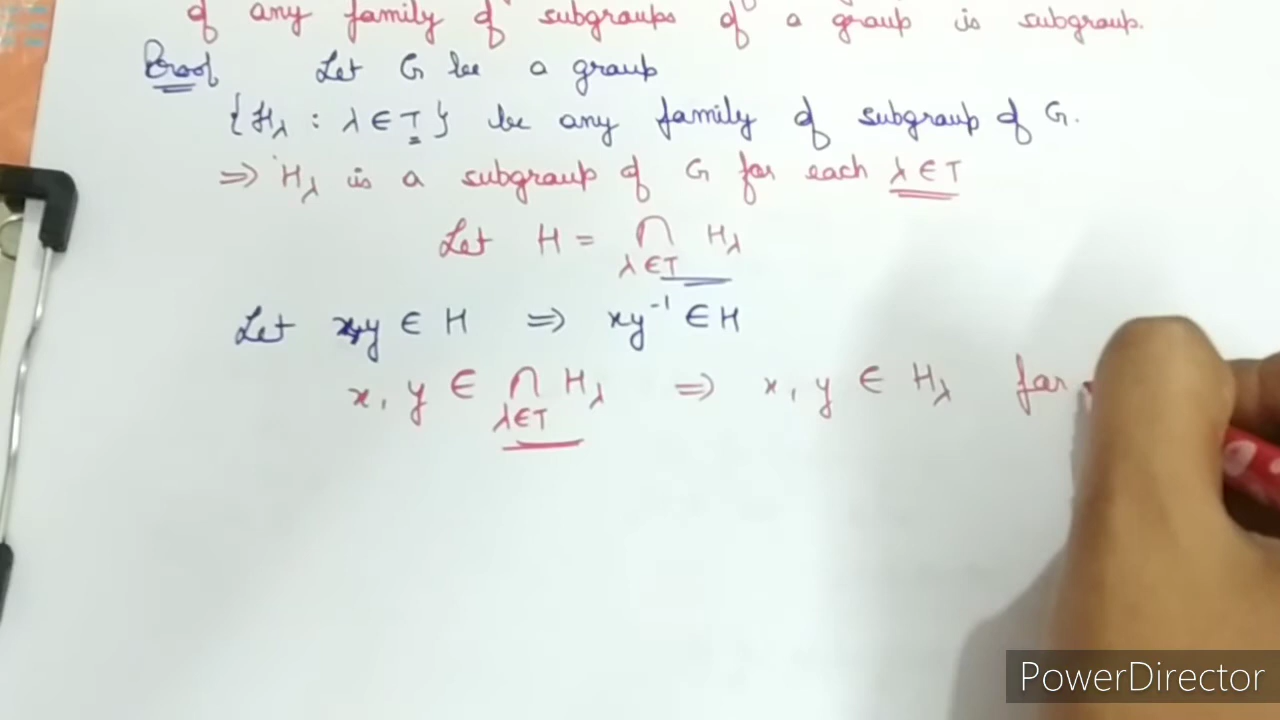 of any family of subgroups of a group is subgroup.
Proof Let G be a group
{Hλ : λ ∈ T} be any family of subgroup of G.
⇒ Hλ is a subgroup of G for each λ ∈ T
Let H = ⋂ Hλ
λ ∈ T
Let x,y ∈ H ⇒ xy⁻¹ ∈ H
x, y ∈ ⋂ Hλ ⇒ x, y ∈ Hλ for
λ∈T
PowerDirector